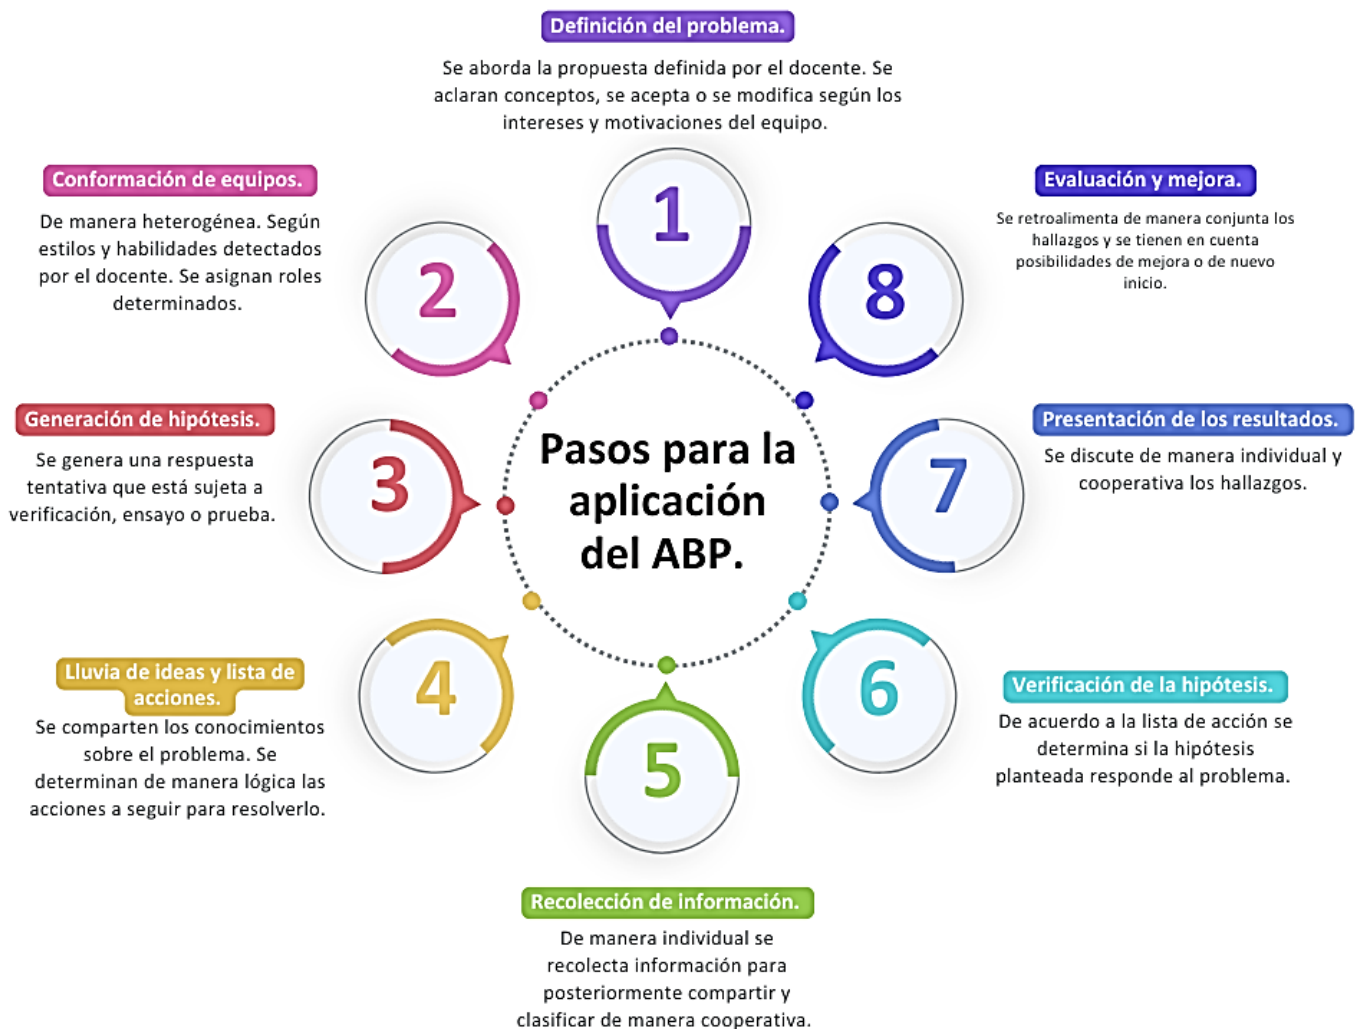 Definición del problema.
Se aborda la propuesta definida por el docente. Se
aclaran conceptos, se acepta o se modifica según los
intereses y motivaciones del equipo.
1
Conformación de equipos.
De manera heterogénea. Según
estilos y habilidades detectados
por el docente. Se asignan roles
determinados.
2
Generación de hipótesis.
Se genera una respuesta
tentativa que está sujeta a
verificación, ensayo o prueba.
3
Lluvia de ideas y lista de
acciones.
Se comparten los conocimientos
sobre el problema. Se
determinan de manera lógica las
acciones a seguir para resolverlo.
4
5
Recolección de información.
De manera individual se
recolecta información para
posteriormente compartir y
clasificar de manera cooperativa.
6
Verificación de la hipótesis.
De acuerdo a la lista de acción se
determina si la hipótesis
planteada responde al problema.
7
Presentación de los resultados.
Se discute de manera individual y
cooperativa los hallazgos.
8
Evaluación y mejora.
Se retroalimenta de manera conjunta los
hallazgos y se tienen en cuenta
posibilidades de mejora o de nuevo
inicio.
Pasos para la
aplicación
del ABP.